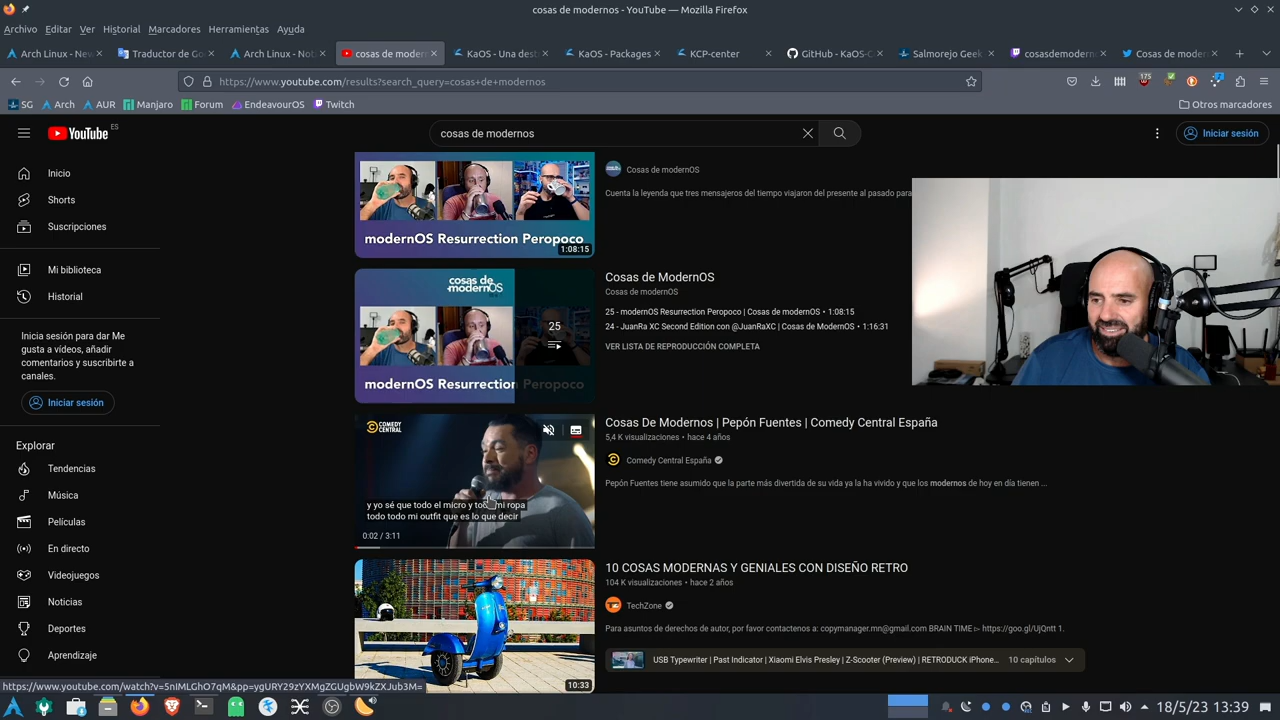 cosas de modernos - YouTube — Mozilla Firefox
Archivo Editar Ver Historial Marcadores Herramientas Ayuda
Arch Linux - New Traductor de Go Arch Linux - Not cosas de modern KaOS - Una dest KaOS - Packages KCP-center GitHub - KaOS-C Salmorejo Geek cosasdemoderno Cosas de modern
https://www.youtube.com/results?search_query=cosas+de+modernos
175
2
SG Arch AUR Manjaro Forum EndeavourOS Twitch Otros marcadores
YouTube ES
cosas de modernos
Iniciar sesión
Inicio
Shorts
Suscripciones
Mi biblioteca
Historial
Inicia sesión para dar Me
gusta a vídeos, añadir
comentarios y suscribirte a
canales.
Iniciar sesión
Explorar
Tendencias
Música
Películas
En directo
Videojuegos
Noticias
Deportes
Aprendizaje
modernOS Resurrection Peropoco
1:08:15
Cosas de modernOS
Cuenta la leyenda que tres mensajeros del tiempo viajaron del presente al pasado para
cosas de
modernOS
modernOS Resurrection Peropoco
25
Cosas de ModernOS
Cosas de modernOS
25 - modernOS Resurrection Peropoco | Cosas de modernOS • 1:08:15
24 - JuanRa XC Second Edition con @JuanRaXC | Cosas de ModernOS • 1:16:31
VER LISTA DE REPRODUCCIÓN COMPLETA
COMEDY
CENTRAL
y yo sé que todo el micro y todo mi ropa
todo todo mi outfit que es lo que decir
0:02 / 3:11
Cosas De Modernos | Pepón Fuentes | Comedy Central España
5,4 K visualizaciones • hace 4 años
Comedy Central España
Pepón Fuentes tiene asumido que la parte más divertida de su vida ya la ha vivido y que los modernos de hoy en día tienen ...
10:33
10 COSAS MODERNAS Y GENIALES CON DISEÑO RETRO
104 K visualizaciones • hace 2 años
TechZone
Para asuntos de derechos de autor, por favor contactenos a: copymanager.mn@gmail.com BRAIN TIME ▻ https://goo.gl/UjQntt 1.
USB Typewriter | Past Indicator | Xiaomi Elvis Presley | Z-Scooter (Preview) | RETRODUCK iPhone... 10 capítulos
https://www.youtube.com/watch?v=5nIMLGhO7qM&pp=ygURY29zYXMgZGUgbW9kZXJub3M=
18/5/23 13:39